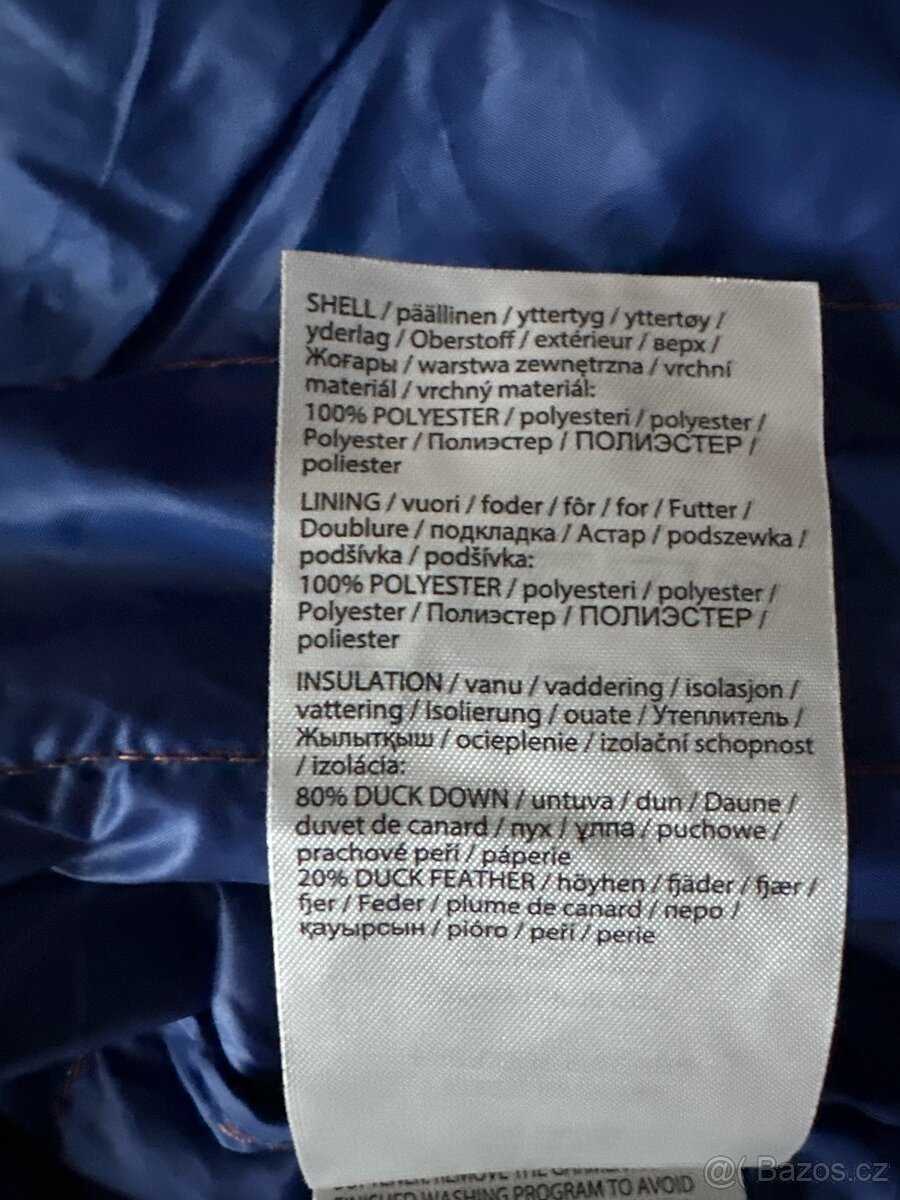 SHELL / päällinen / yttertyg / yttertøy /
yderlag / Oberstoff / extérieur / верх /
Жоғары / warstwa zewnętrzna / vrchní
materiál / vrchný materiál:
100% POLYESTER / polyesteri / polyester /
Polyester / Полиэстер / ПОЛИЭСТЕР /
poliester
LINING / vuori / foder / fôr / for / Futter /
Doublure / подкладка / Астар / podszewka /
podšívka / podšívka:
100% POLYESTER / polyesteri / polyester /
Polyester / Полиэстер / ПОЛИЭСТЕР /
poliester
INSULATION / vanu / vaddering / isolasjon /
vattering / Isolierung / ouate / Утеплитель /
Жылытқыш / ocieplenie / izolační schopnost
/ izolácia:
80% DUCK DOWN / untuva / dun / Daune /
duvet de canard / пух / ұлпа / puchowe /
prachové peří / páperie
20% DUCK FEATHER / höyhen / fjäder / fjær /
fjer / Feder / plume de canard / перо /
қауырсын / pióro / peří / perie
REMOVE THE
FINISHED WASHING PROGRAM TO AVOID
@( Bazos.cz